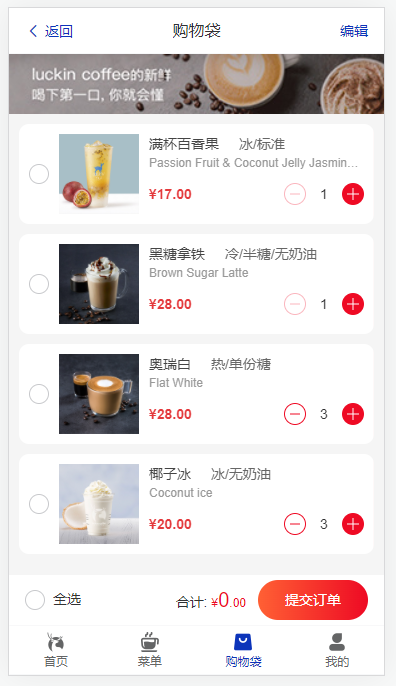 返回
购物袋
编辑
luckin coffee的新鲜
喝下第一口, 你就会懂
满杯百香果 冰/标准
Passion Fruit & Coconut Jelly Jasmin...
¥17.00
1
黑糖拿铁 冷/半糖/无奶油
Brown Sugar Latte
¥28.00
1
奥瑞白 热/单份糖
Flat White
¥28.00
3
椰子冰 冰/无奶油
Coconut ice
¥20.00
3
全选
合计: ¥0.00
提交订单
首页
菜单
购物袋
我的